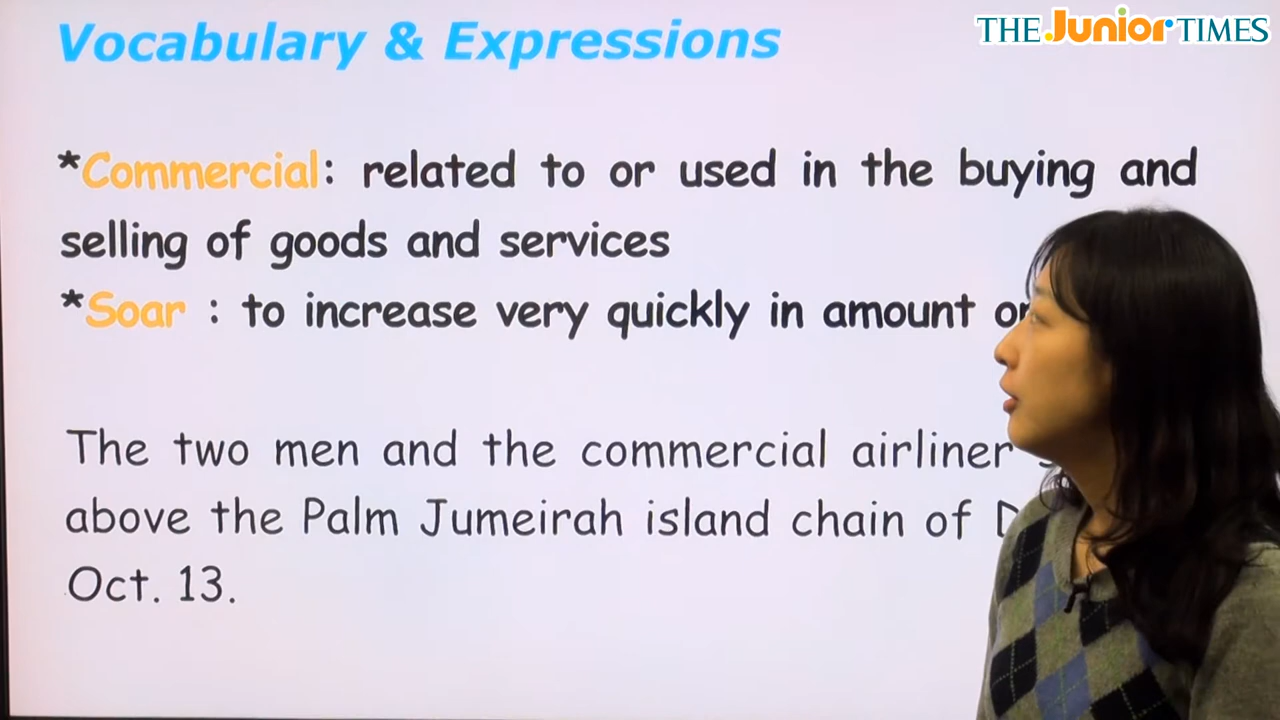 Vocabulary & Expressions
THE Junior TIMES
*Commercial: related to or used in the buying and
selling of goods and services
*Soar : to increase very quickly in amount or
The two men and the commercial airliner
above the Palm Jumeirah island chain of
Oct. 13.